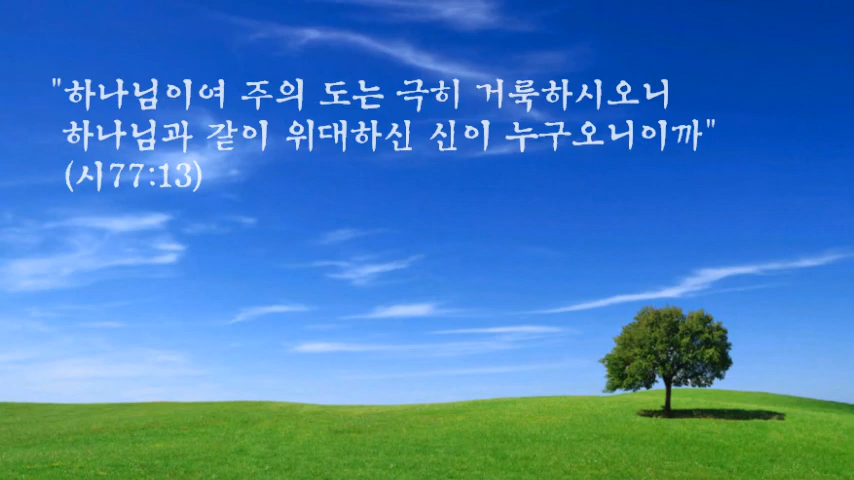 "하나님이여 주의 도는 극히 거룩하시오니
하나님과 같이 위대하신 신이 누구오니이까"
(시77:13)